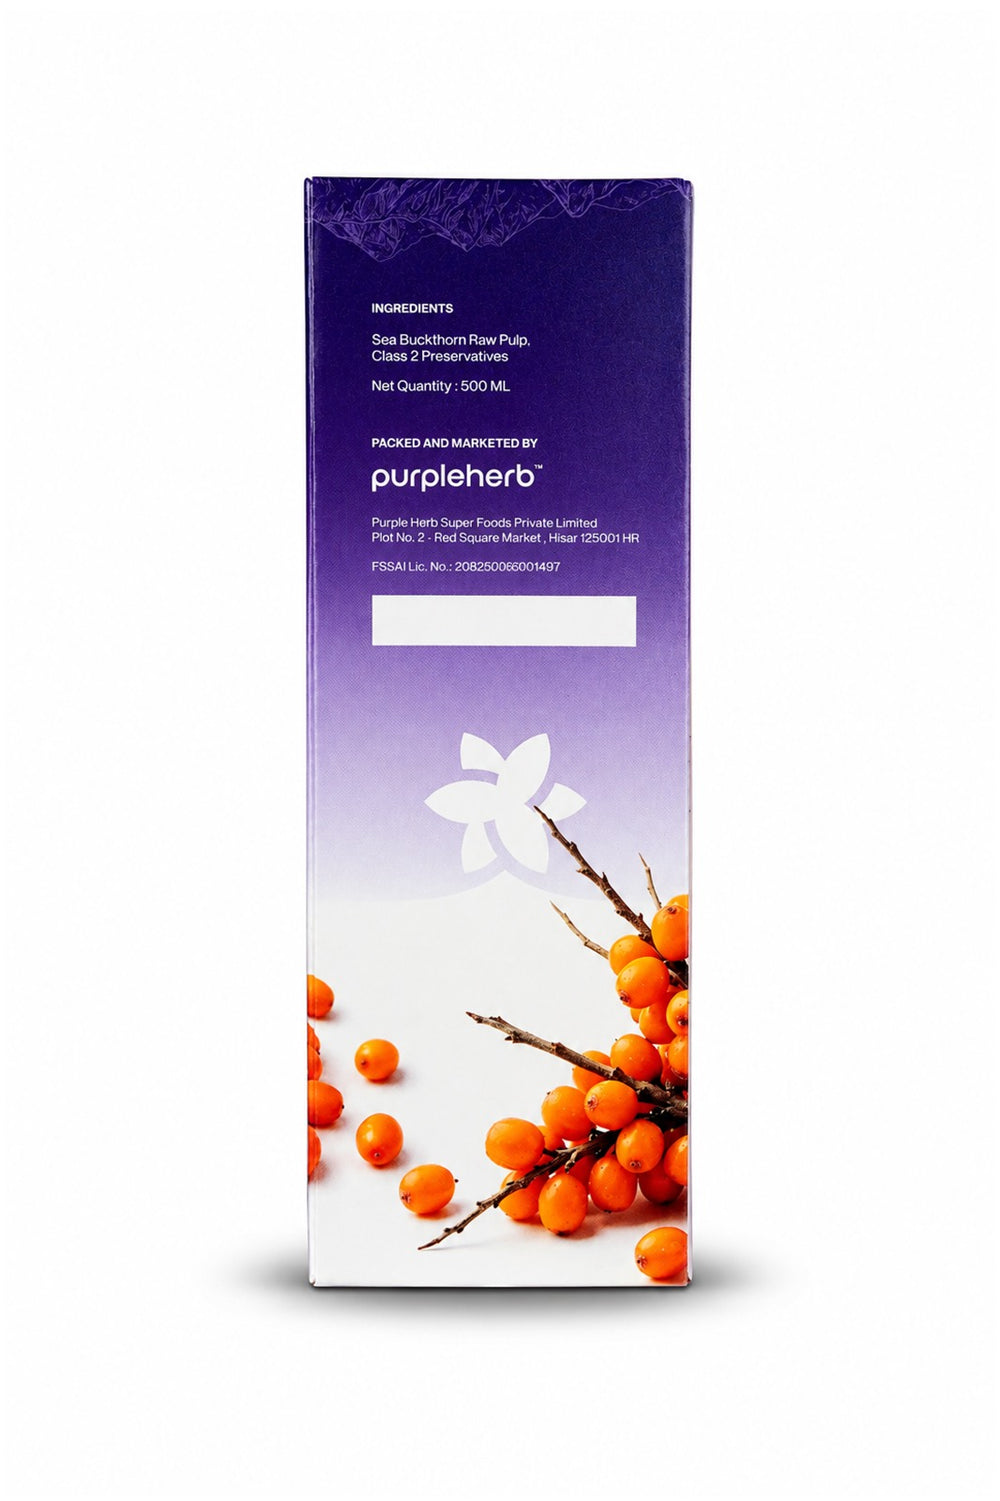 INGREDIENTS
Sea Buckthorn Raw Pulp,
Class 2 Preservatives
Net Quantity : 500 ML
PACKED AND MARKETED BY
purpleherb™
Purple Herb Super Foods Private Limited
Plot No. 2 - Red Square Market , Hisar 125001 HR
FSSAI Lic. No.: 208250066001497